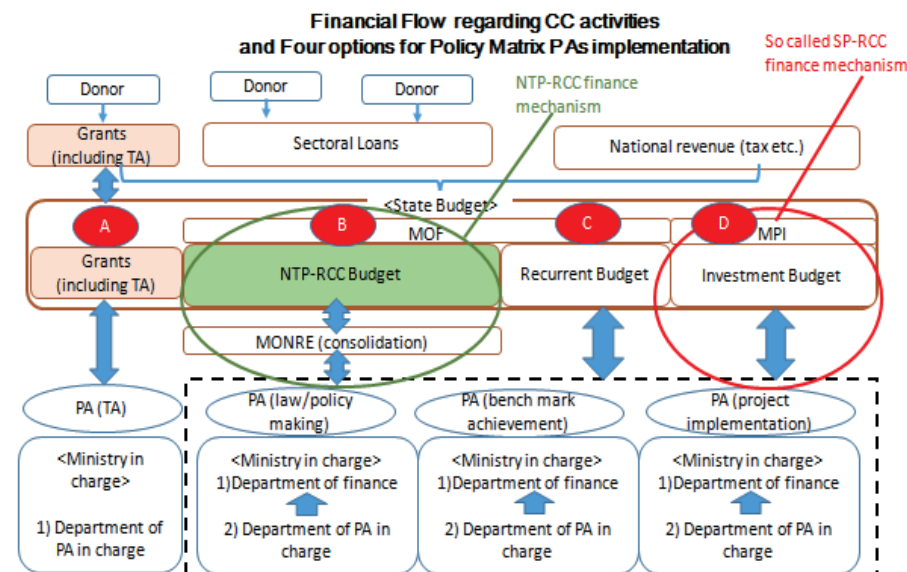 Financial Flow regarding CC activities
and Four options for Policy Matrix PAs implementation
So called SP-RCC
finance mechanism
NTP-RCC finance
mechanism
Donor
Donor
Donor
Grants
(including TA)
Sectoral Loans
National revenue (tax etc.)
<State Budget>
A
B
C
D
MOF
MPI
Grants
(including TA)
NTP-RCC Budget
Recurrent Budget
Investment Budget
MONRE (consolidation)
PA (TA)
PA (law/policy
making)
PA (bench mark
achievement)
PA (project
implementation)
<Ministry in
charge>
1) Department of
PA in charge
<Ministry in charge>
1)Department of finance
2) Department of PA in
charge
<Ministry in charge>
1)Department of finance
2) Department of PA in
charge
<Ministry in charge>
1)Department of finance
2) Department of PA in
charge